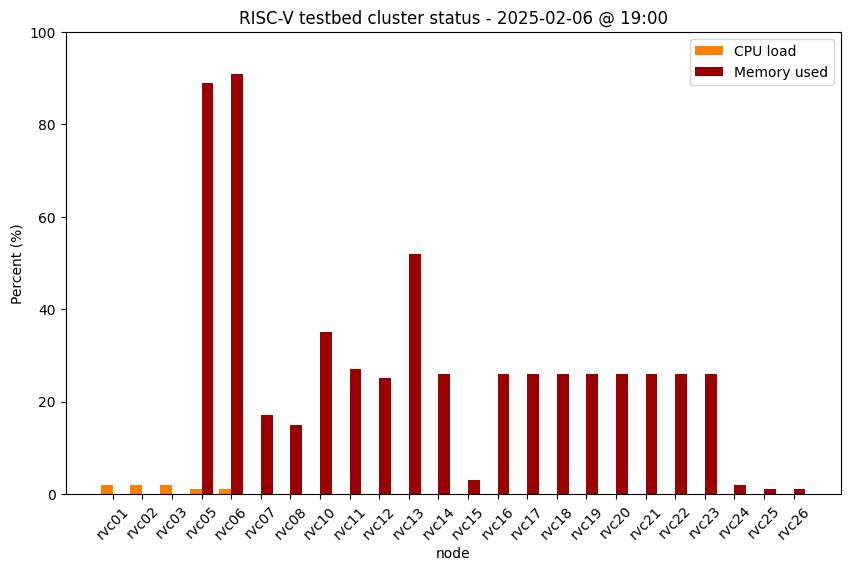 RISC-V testbed cluster status - 2025-02-06 @ 19:00
CPU load
Memory used
Percent (%)
100
80
60
40
20
0
rvc01
rvc02
rvc03
rvc05
rvc06
rvc07
rvc08
rvc10
rvc11
rvc12
rvc13
rvc14
rvc15
rvc16
rvc17
rvc18
rvc19
rvc20
rvc21
rvc22
rvc23
rvc24
rvc25
rvc26
node